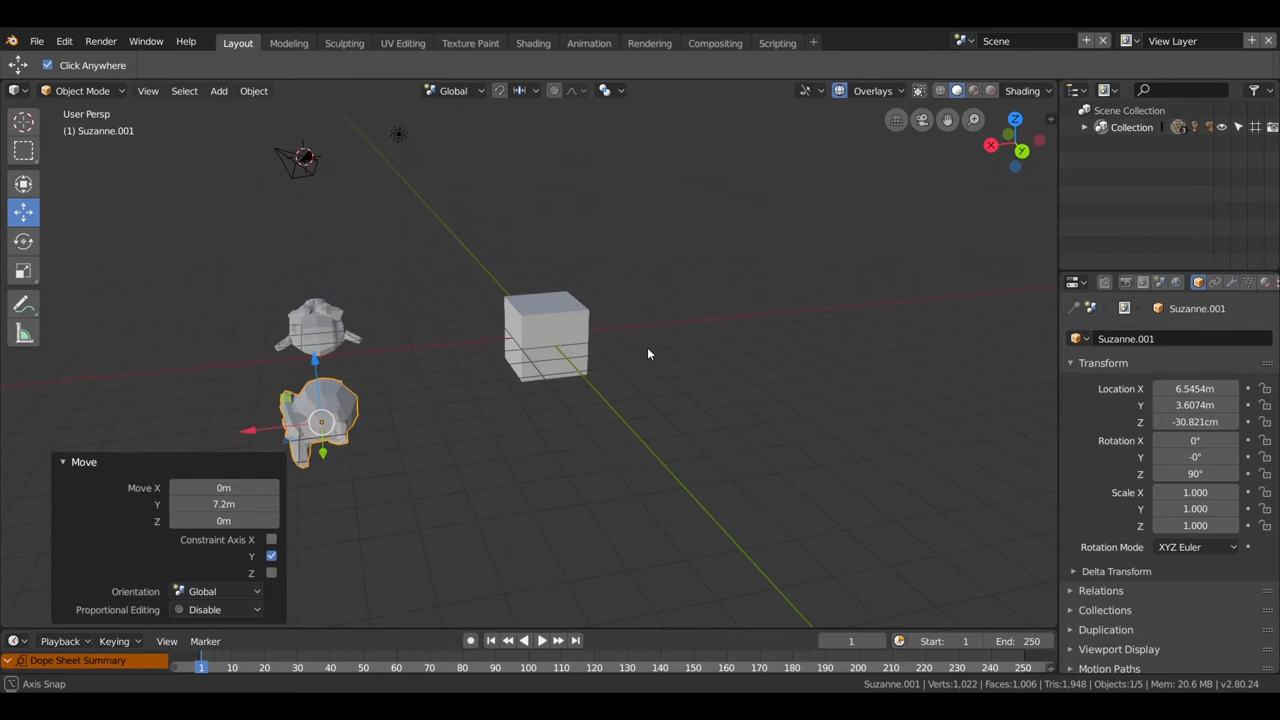 File Edit Render Window Help Layout Modeling Sculpting UV Editing Texture Paint Shading Animation Rendering Compositing Scripting + Scene View Layer
Click Anywhere
Object Mode View Select Add Object Global Overlays Shading
User Persp
(1) Suzanne.001
Z
X
Y
Scene Collection
Collection
3
Suzanne.001
Suzanne.001
Transform
Location X 6.5454m
Y 3.6074m
Z -30.821cm
Rotation X 0°
Y -0°
Z 90°
Scale X 1.000
Y 1.000
Z 1.000
Rotation Mode XYZ Euler
Delta Transform
Relations
Collections
Duplication
Viewport Display
Motion Paths
Move
Move X 0m
Y 7.2m
Z 0m
Constraint Axis X
Y
Z
Orientation Global
Proportional Editing Disable
Playback Keying View Marker 1 Start: 1 End: 250
Dope Sheet Summary 1 10 20 30 40 50 60 70 80 90 100 110 120 130 140 150 160 170 180 190 200 210 220 230 240 250
Axis Snap Suzanne.001 | Verts:1,022 | Faces:1,006 | Tris:1,948 | Objects:1/5 | Mem: 20.6 MB | v2.80.24